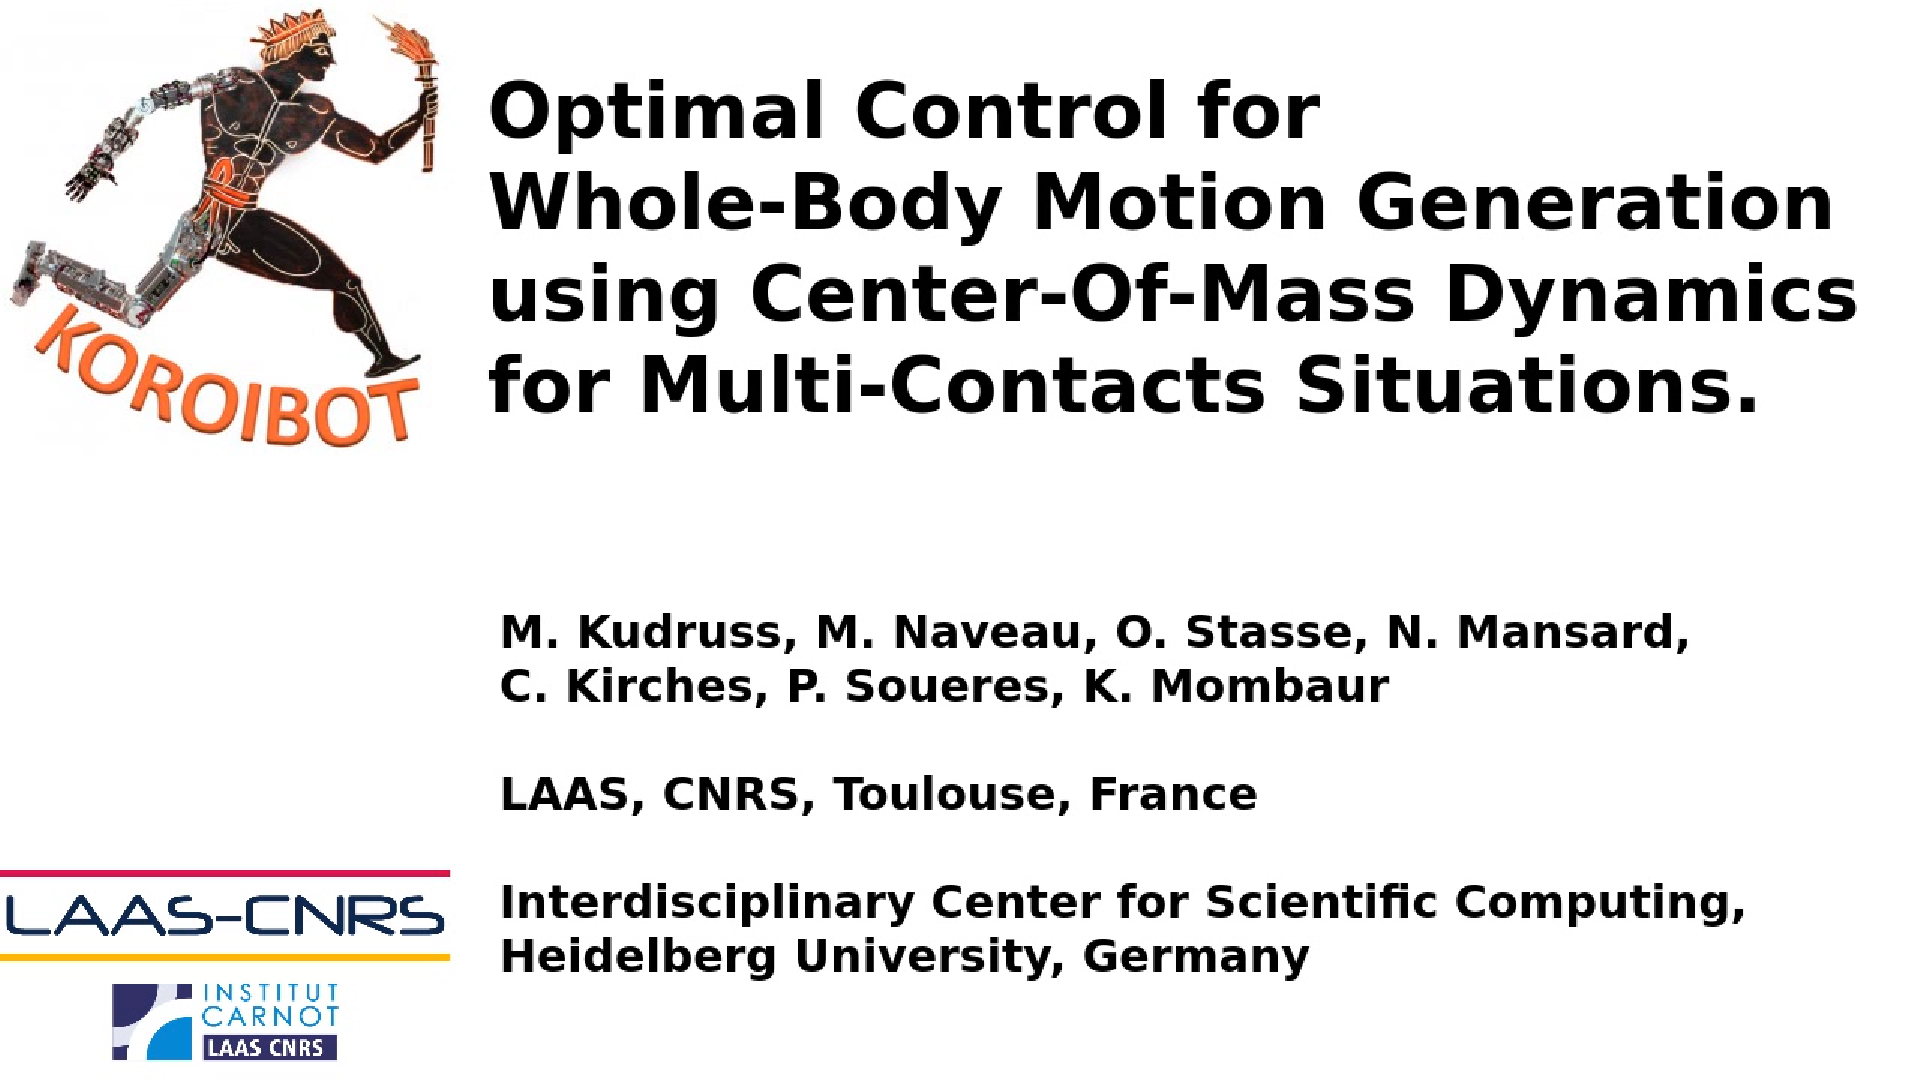 Optimal Control for
Whole-Body Motion Generation
using Center-Of-Mass Dynamics
for Multi-Contacts Situations.
KOROIBOT
M. Kudruss, M. Naveau, O. Stasse, N. Mansard,
C. Kirches, P. Soueres, K. Mombaur
LAAS, CNRS, Toulouse, France
Interdisciplinary Center for Scientific Computing,
Heidelberg University, Germany
LAAS-CNRS
INSTITUT
CARNOT
LAAS CNRS